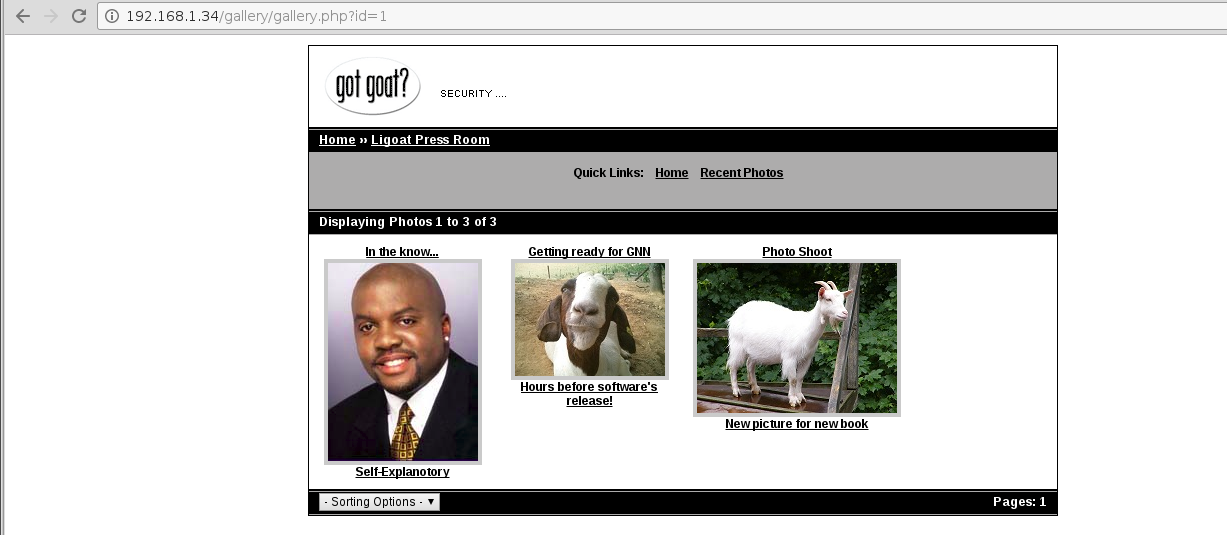 192.168.1.34/gallery/gallery.php?id=1
got goat?
SECURITY ....
Home ›› Ligoat Press Room
Quick Links: Home Recent Photos
Displaying Photos 1 to 3 of 3
In the know...
Self-Explanotory
Getting ready for GNN
Hours before software's
release!
Photo Shoot
New picture for new book
- Sorting Options -
Pages: 1